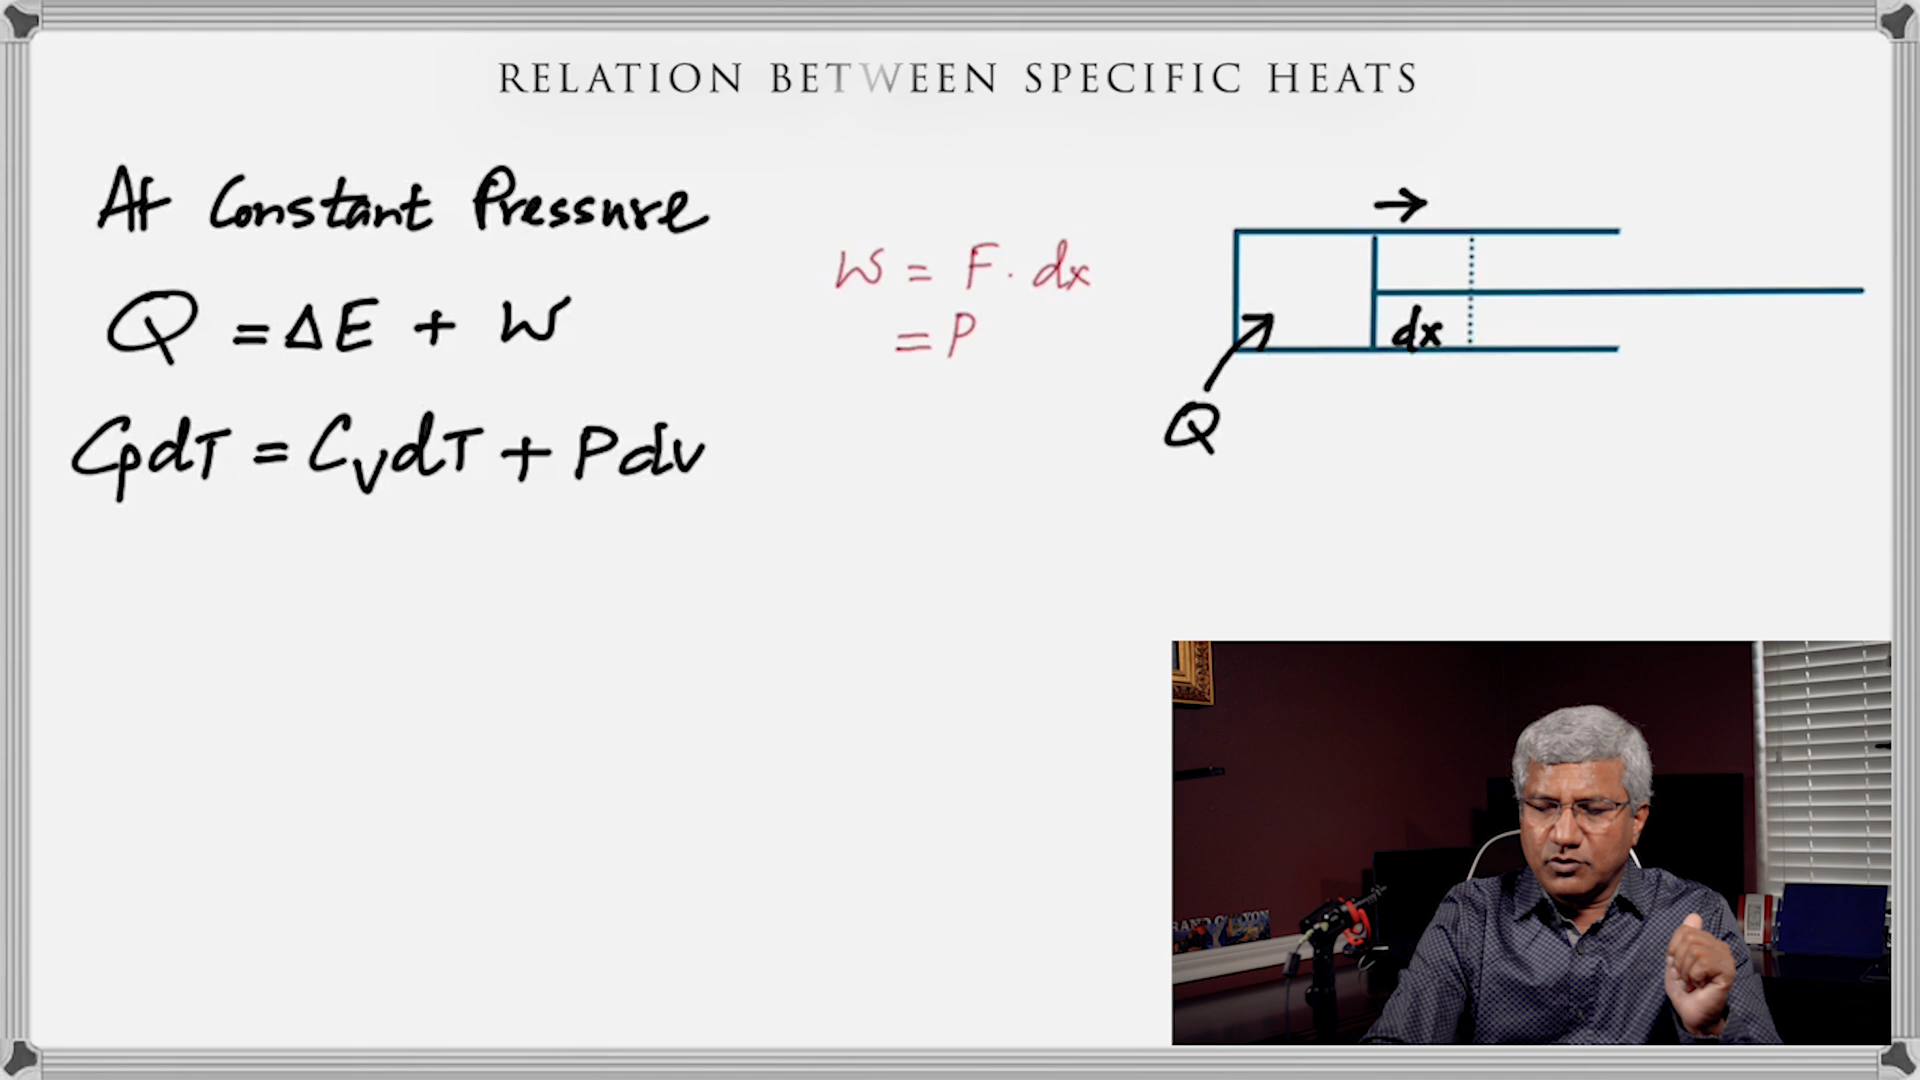 RELATION BETWEEN SPECIFIC HEATS
At Constant Pressure
Q = ΔE + W
CpdT = CvdT + Pdv
W = F. dx
= P
dx
Q